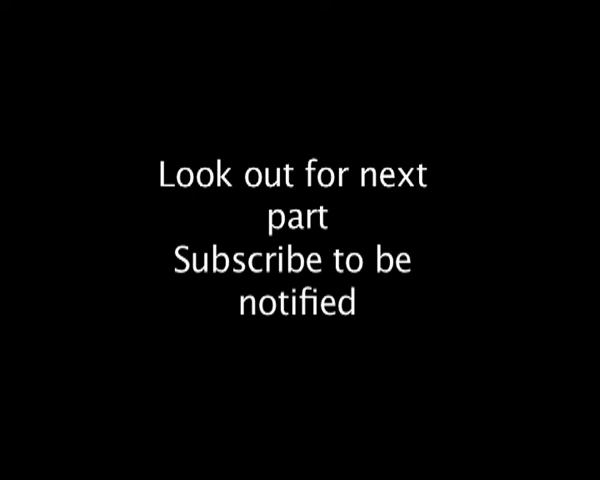 Look out for next
part
Subscribe to be
notified